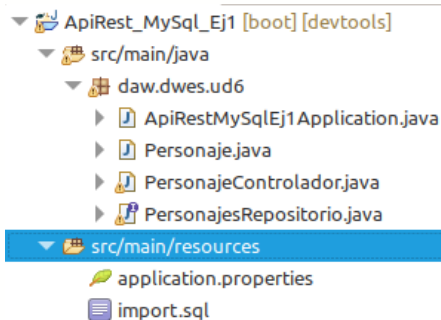 ApiRest_MySql_Ej1 [boot] [devtools]
src/main/java
daw.dwes.ud6
ApiRestMySqlEj1Application.java
Personaje.java
PersonajeControlador.java
PersonajesRepositorio.java
src/main/resources
application.properties
import.sql